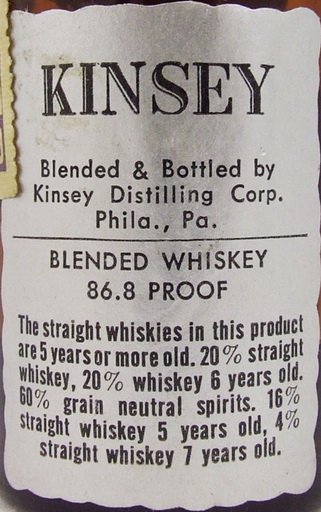 KINSEY
Blended & Bottled by
Kinsey Distilling Corp.
Phila., Pa.
BLENDED WHISKEY
86.8 PROOF
The straight whiskies in this product
are 5 years or more old. 20% straight
whiskey, 20% whiskey 6 years old.
60% grain neutral spirits. 16%
straight whiskey 5 years old, 4%
straight whiskey 7 years old.